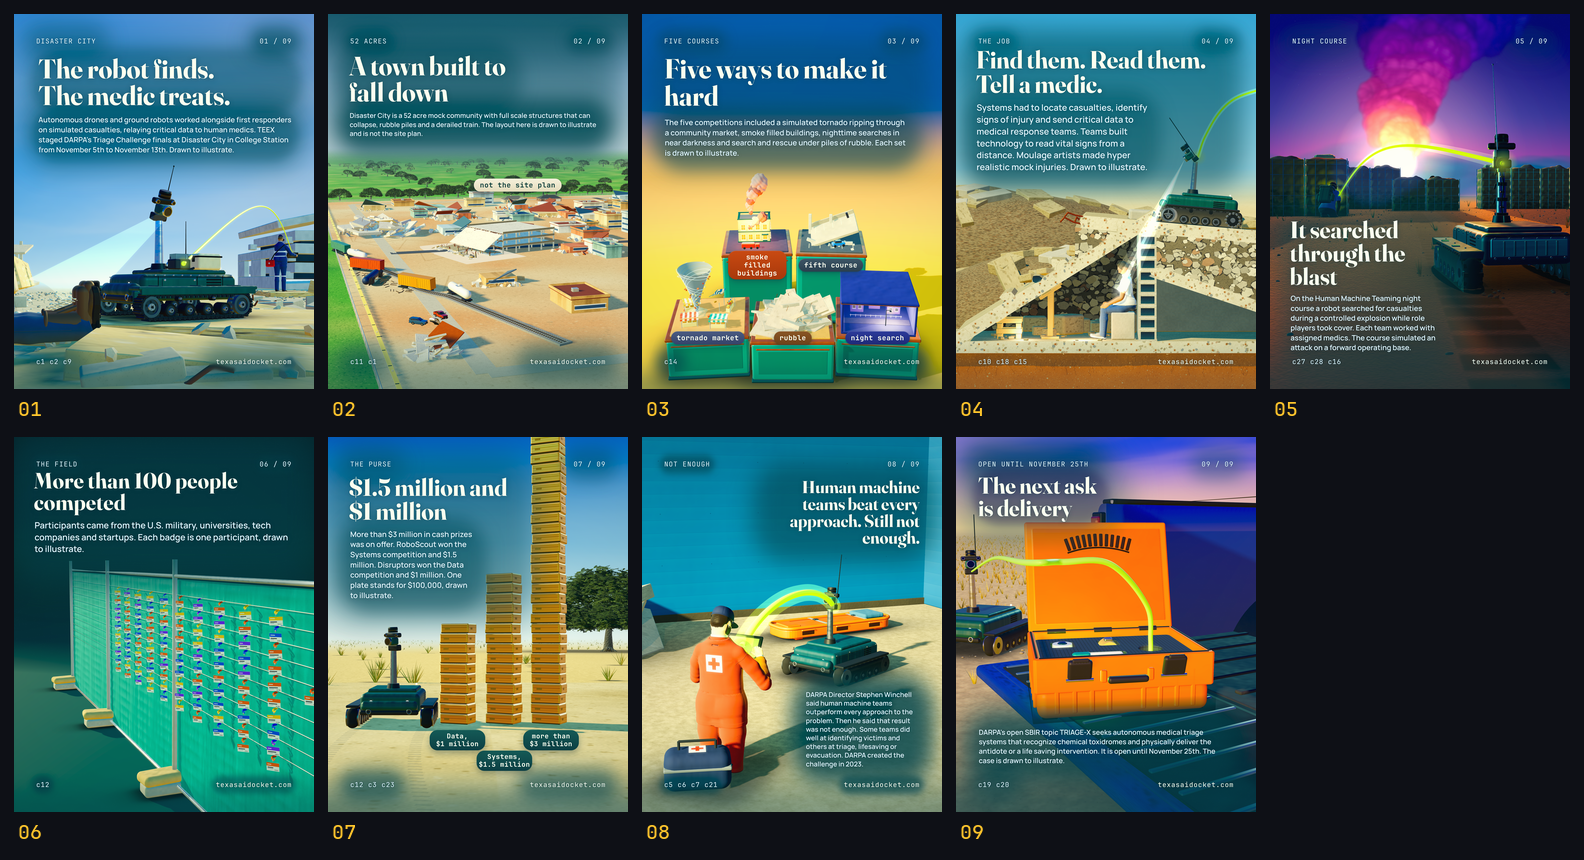 DISASTER CITY
01 / 09
The robot finds.
The medic treats.
Autonomous drones and ground robots worked alongside first responders
on simulated casualties, relaying critical data to human medics. TEEX
staged DARPA's Triage Challenge finals at Disaster City in College Station
from November 5th to November 13th. Drawn to illustrate.
c1 c2 c9
texasaidocket.com
01
52 ACRES
02 / 09
A town built to
fall down
Disaster City is a 52 acre mock community with full scale structures that can
collapse, rubble piles and a derailed train. The layout here is drawn to illustrate
and is not the site plan.
not the site plan
c11 c1
texasaidocket.com
02
FIVE COURSES
03 / 09
Five ways to make it
hard
The five competitions included a simulated tornado ripping through
a community market, smoke filled buildings, nighttime searches in
near darkness and search and rescue under piles of rubble. Each set
is drawn to illustrate.
smoke
filled
buildings
fifth course
tornado market
rubble
night search
c14
texasaidocket.com
03
THE JOB
04 / 09
Find them. Read them.
Tell a medic.
Systems had to locate casualties, identify
signs of injury and send critical data to
medical response teams. Teams built
technology to read vital signs from a
distance. Moulage artists made hyper
realistic mock injuries. Drawn to illustrate.
c10 c18 c15
texasaidocket.com
04
NIGHT COURSE
05 / 09
It searched
through the
blast
On the Human Machine Teaming night
course a robot searched for casualties
during a controlled explosion while role
players took cover. Each team worked with
assigned medics. The course simulated an
attack on a forward operating base.
c27 c28 c16
texasaidocket.com
05
THE FIELD
06 / 09
More than 100 people
competed
Participants came from the U.S. military, universities, tech
companies and startups. Each badge is one participant, drawn
to illustrate.
c12
texasaidocket.com
06
THE PURSE
07 / 09
$1.5 million and
$1 million
More than $3 million in cash prizes
was on offer. RoboScout won the
Systems competition and $1.5
million. Disruptors won the Data
competition and $1 million. One
plate stands for $100,000, drawn
to illustrate.
Data,
$1 million
Systems,
$1.5 million
more than
$3 million
c12 c3 c23
texasaidocket.com
07
NOT ENOUGH
08 / 09
Human machine
teams beat every
approach. Still not
enough.
DARPA Director Stephen Winchell
said human machine teams
outperform every approach to the
problem. Then he said that result
was not enough. Some teams did
well at identifying victims and
others at triage, lifesaving or
evacuation. DARPA created the
challenge in 2023.
c5 c6 c7 c21
texasaidocket.com
08
OPEN UNTIL NOVEMBER 25TH
09 / 09
The next ask
is delivery
DARPA's open SBIR topic TRIAGE-X seeks autonomous medical triage
systems that recognize chemical toxidromes and physically deliver the
antidote or a life saving intervention. It is open until November 25th. The
case is drawn to illustrate.
c19 c20
texasaidocket.com
09